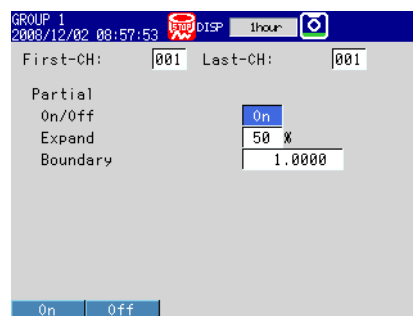 GROUP 1
2008/12/02 08:57:53 STOP DISP 1hour
First-CH: 001 Last-CH: 001
Partial
On/Off On
Expand 50 %
Boundary 1.0000
On Off